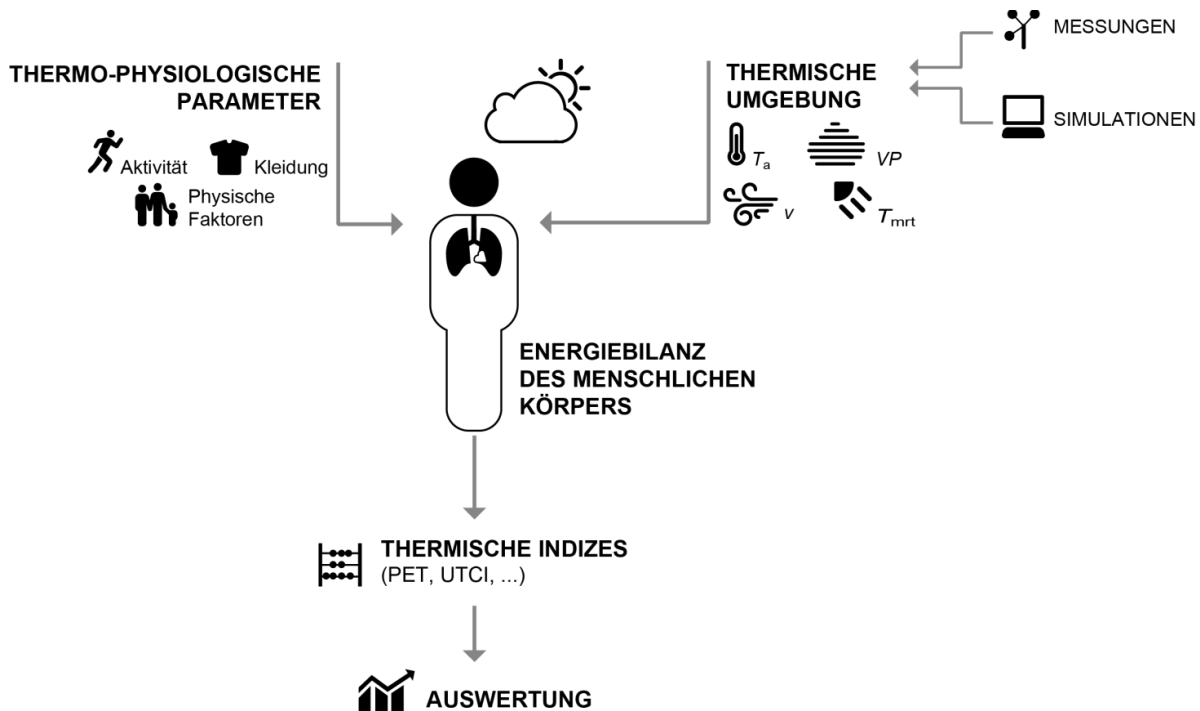 THERMO-PHYSIOLOGISCHE
PARAMETER
Aktivität
Kleidung
Physische
Faktoren
THERMISCHE
UMGEBUNG
Ta
VP
v
Tmrt
MESSUNGEN
SIMULATIONEN
ENERGIEBILANZ
DES MENSCHLICHEN
KÖRPERS
THERMISCHE INDIZES
(PET, UTCI, ...)
AUSWERTUNG